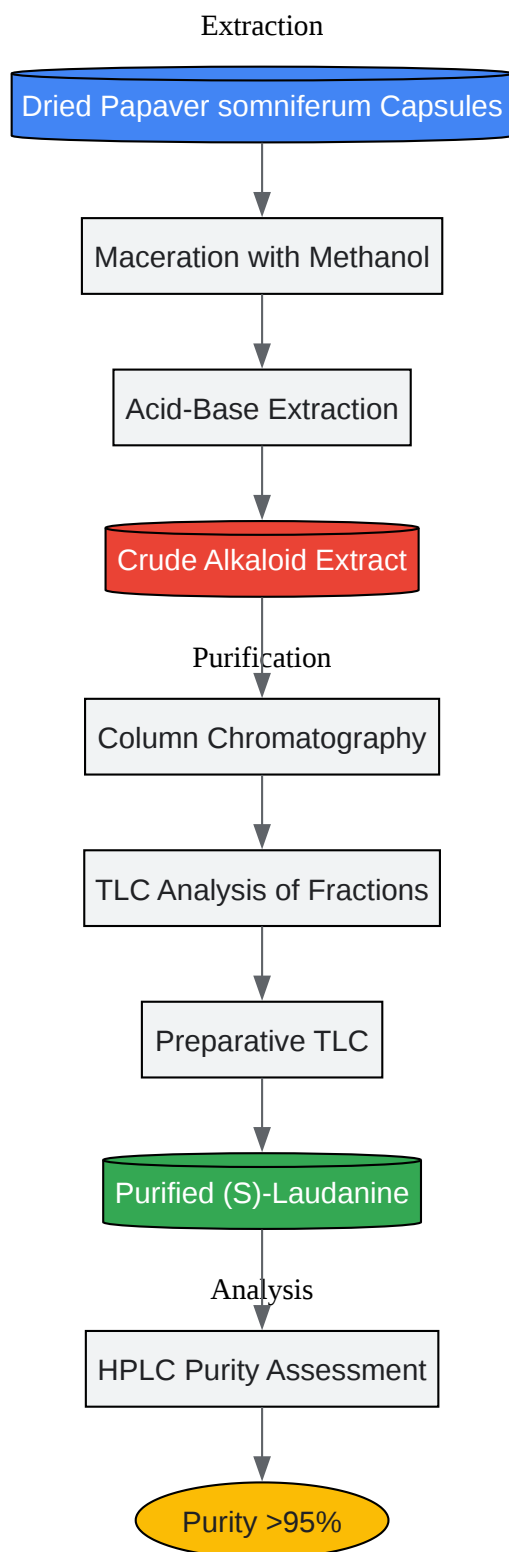 Extraction
Dried Papaver somniferum Capsules
Maceration with Methanol
Acid-Base Extraction
Crude Alkaloid Extract
Purification
Column Chromatography
TLC Analysis of Fractions
Preparative TLC
Purified (S)-Laudanine
Analysis
HPLC Purity Assessment
Purity >95%